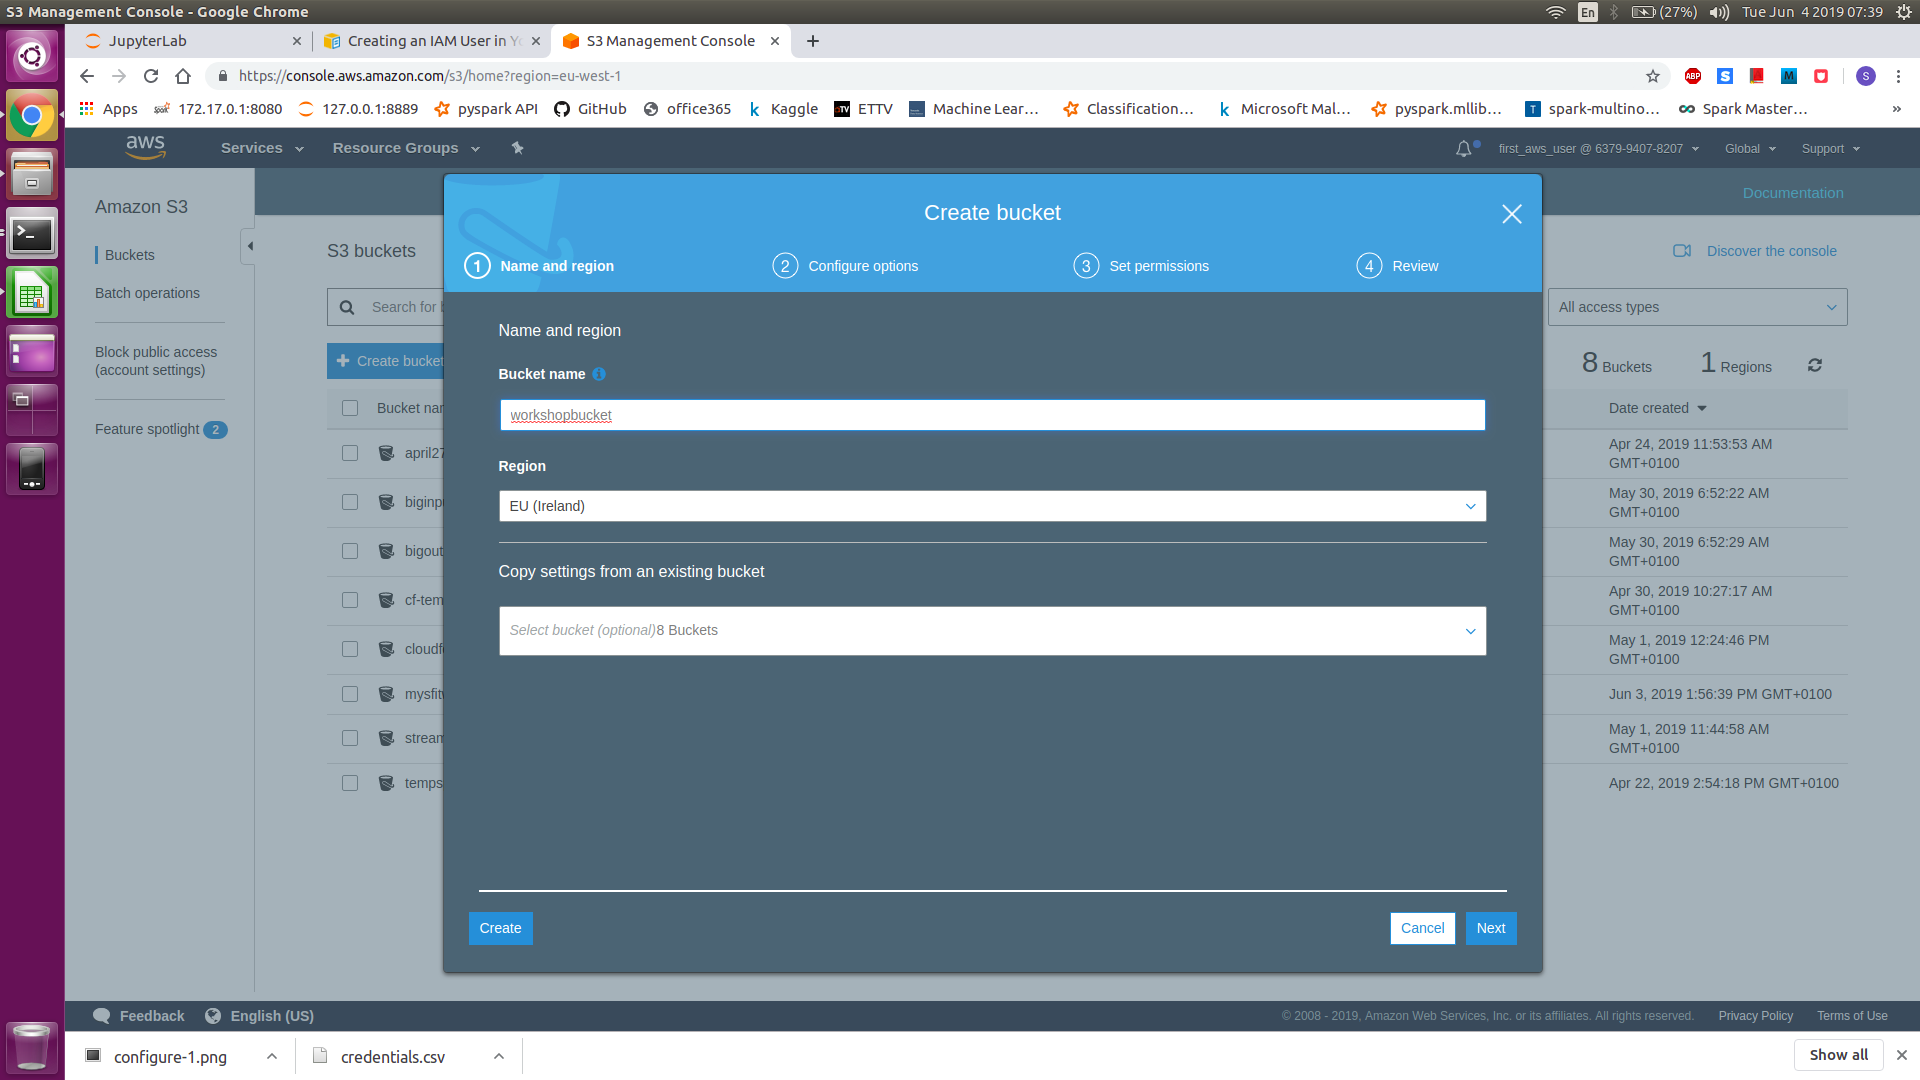 S3 Management Console - Google Chrome
En (27%) Tue Jun 4 2019 07:39
JupyterLab
Creating an IAM User in Yo
S3 Management Console
https://console.aws.amazon.com/s3/home?region=eu-west-1
ABP S M S
Apps
172.17.0.1:8080
127.0.0.1:8889
pyspark API
GitHub
office365
Kaggle
ETTV
Machine Lear...
Classification...
Microsoft Mal...
pyspark.mllib...
spark-multino...
Spark Master...
aws
Services
Resource Groups
first_aws_user @ 6379-9407-8207
Global
Support
Amazon S3
Buckets
Batch operations
Block public access
(account settings)
Feature spotlight 2
Documentation
S3 buckets
Discover the console
Search for b
All access types
+ Create bucket
8 Buckets
1 Regions
Bucket nam
Date created
april27
Apr 24, 2019 11:53:53 AM
GMT+0100
biginpu
May 30, 2019 6:52:22 AM
GMT+0100
bigout
May 30, 2019 6:52:29 AM
GMT+0100
cf-tem
Apr 30, 2019 10:27:17 AM
GMT+0100
cloudf
May 1, 2019 12:24:46 PM
GMT+0100
mysfit
Jun 3, 2019 1:56:39 PM GMT+0100
stream
May 1, 2019 11:44:58 AM
GMT+0100
temps
Apr 22, 2019 2:54:18 PM GMT+0100
Create bucket
1 Name and region
2 Configure options
3 Set permissions
4 Review
Name and region
Bucket name
workshopbucket
Region
EU (Ireland)
Copy settings from an existing bucket
Select bucket (optional)8 Buckets
Create
Cancel
Next
Feedback
English (US)
© 2008 - 2019, Amazon Web Services, Inc. or its affiliates. All rights reserved.
Privacy Policy
Terms of Use
configure-1.png
credentials.csv
Show all